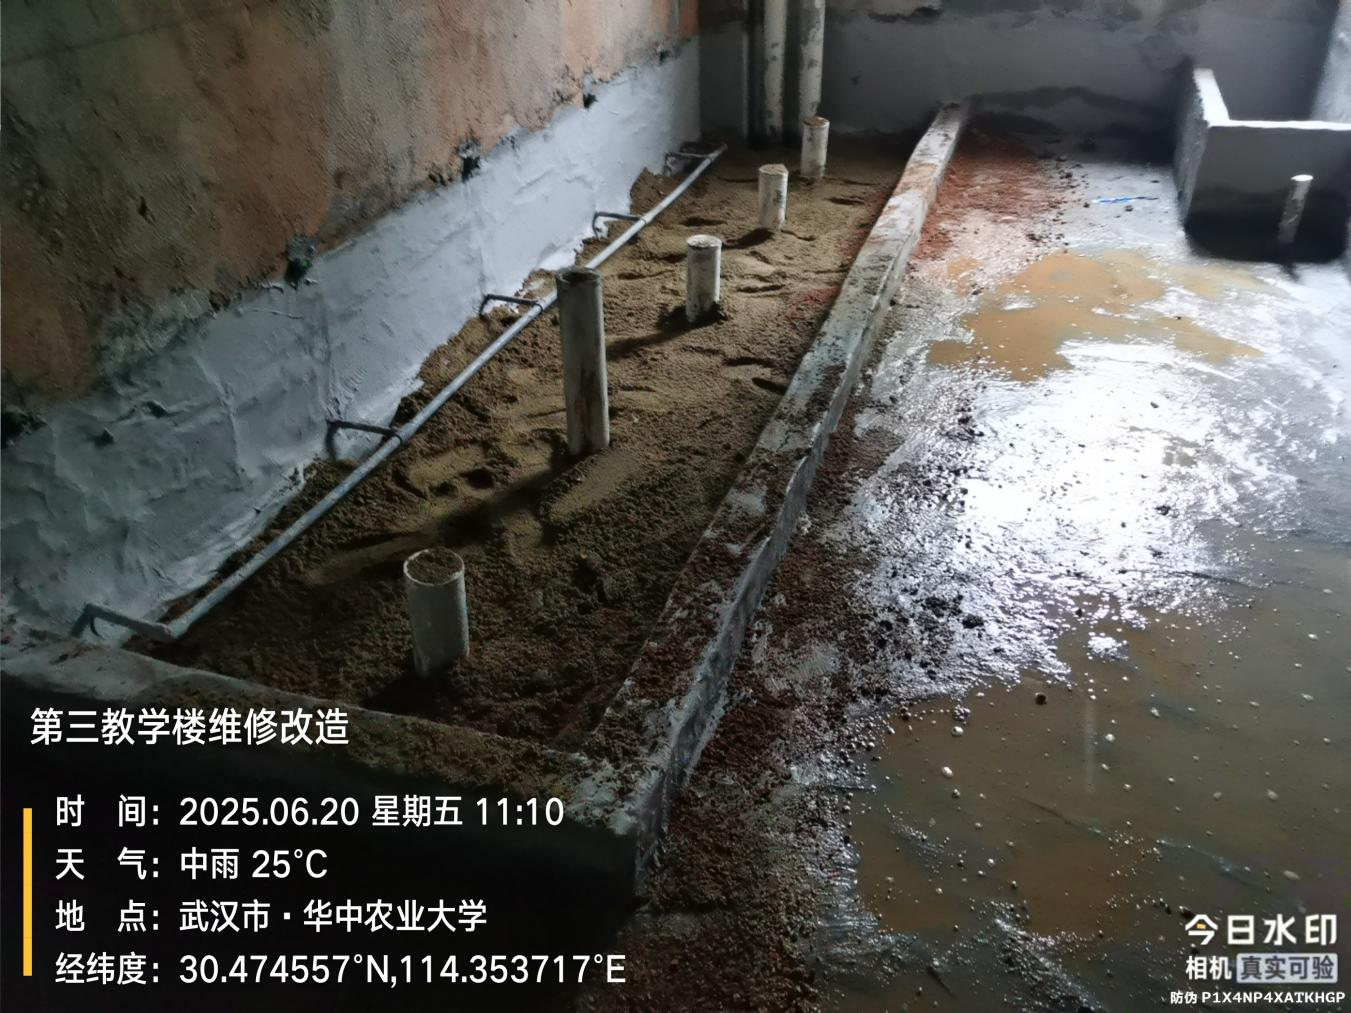 第三教学楼维修改造
时 间：2025.06.20 星期五 11:10
天 气：中雨 25°C
地 点：武汉市·华中农业大学
经纬度：30.474557°N,114.353717°E
今日水印
相机 真实可验
防伪 P1X4NP4XATKHGP